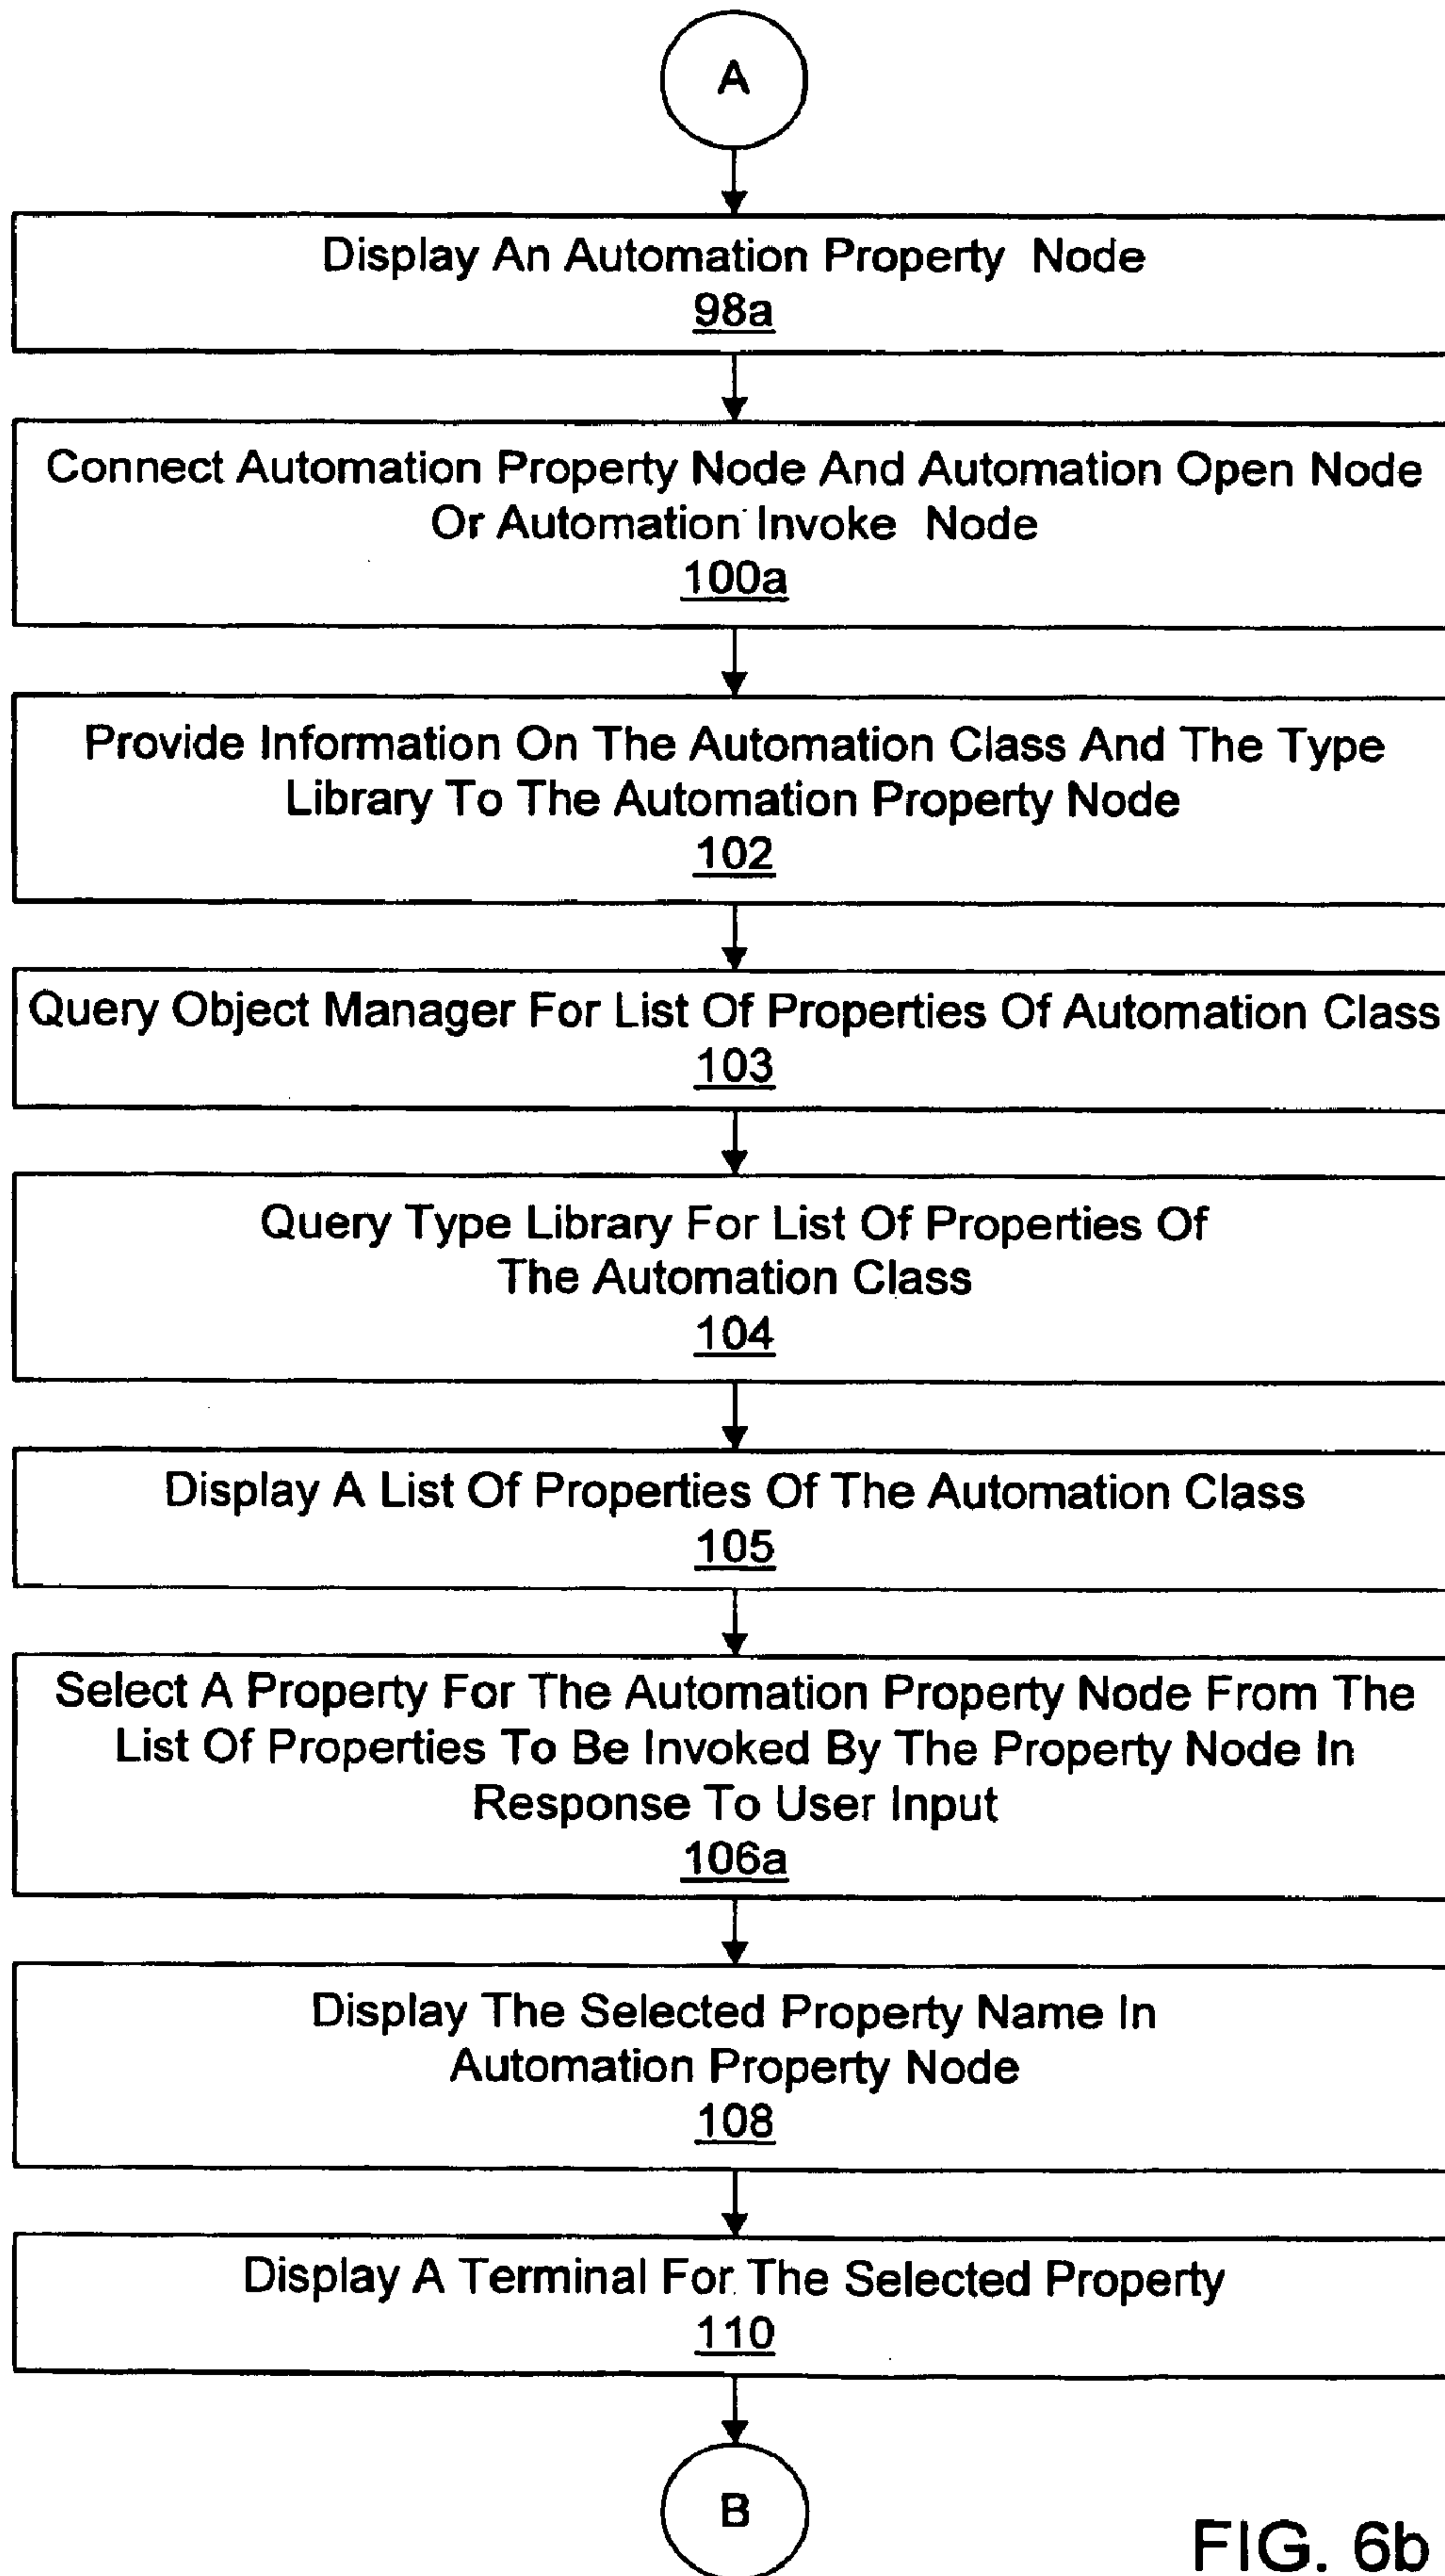 A
Display An Automation Property Node
98a
Connect Automation Property Node And Automation Open Node
Or Automation Invoke Node
100a
Provide Information On The Automation Class And The Type
Library To The Automation Property Node
102
Query Object Manager For List Of Properties Of Automation Class
103
Query Type Library For List Of Properties Of
The Automation Class
104
Display A List Of Properties Of The Automation Class
105
Select A Property For The Automation Property Node From The
List Of Properties To Be Invoked By The Property Node In
Response To User Input
106a
Display The Selected Property Name In
Automation Property Node
108
Display A Terminal For The Selected Property
110
B
FIG. 6b